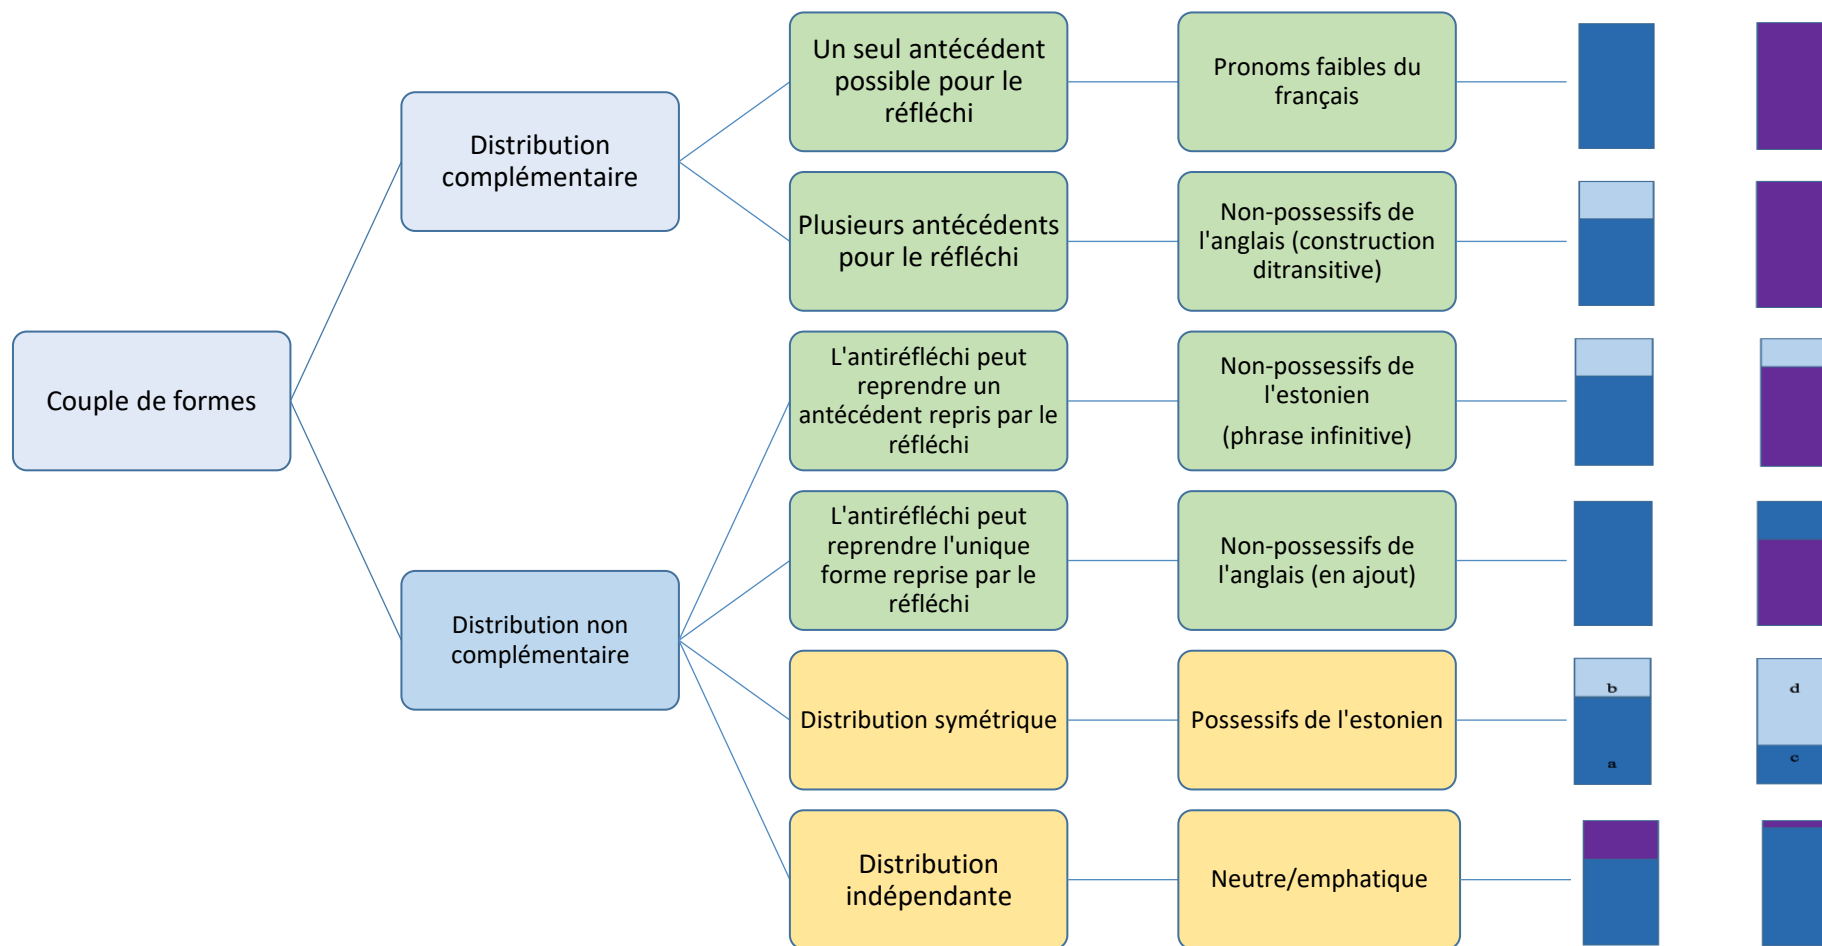 Couple de formes
Distribution
complémentaire
Distribution non
complémentaire
Un seul antécédent
possible pour le
réfléchi
Pronoms faibles du
français
Plusieurs antécédents
pour le réfléchi
Non-possessifs de
l'anglais (construction
ditransitive)
L'antiréfléchi peut
reprendre un
antécédent repris par le
réfléchi
Non-possessifs de
l'estonien
(phrase infinitive)
L'antiréfléchi peut
reprendre l'unique
forme reprise par le
réfléchi
Non-possessifs de
l'anglais (en ajout)
Distribution symétrique
Possessifs de l'estonien
b
a
d
c
Distribution
indépendante
Neutre/emphatique